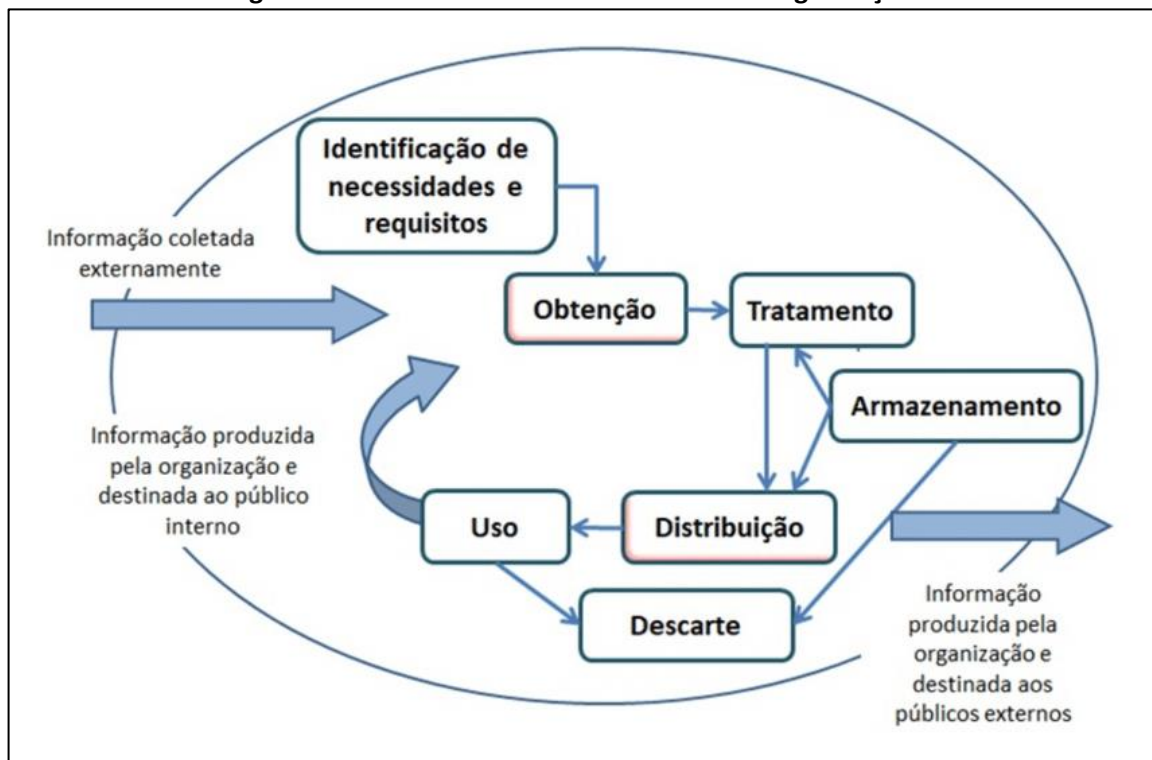 Identificação de
necessidades e
requisitos
Informação coletada
externamente
Obtenção
Tratamento
Armazenamento
Informação produzida
pela organização e
destinada ao público
interno
Uso
Distribuição
Descarte
Informação
produzida pela
organização e
destinada aos
públicos externos